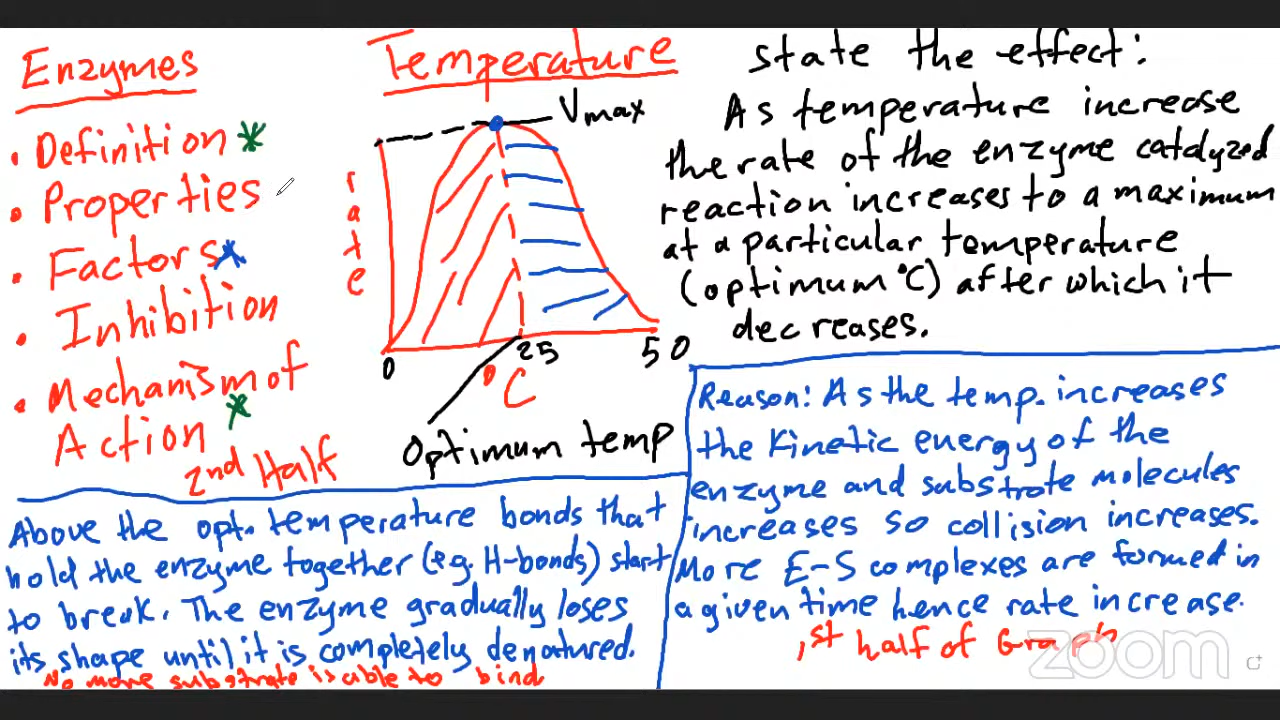 Enzymes
• Definition *
• Properties
• Factors *
• Inhibition
• Mechanism of
Action *
2nd Half
Temperature
Vmax
rate
0
25
50
°C
Optimum temp
state the effect:
As temperature increase
the rate of the enzyme catalyzed
reaction increases to a maximum
at a particular temperature
(optimum °C) after which it
decreases.
Reason: As the temp. increases
the kinetic energy of the
enzyme and substrate molecules
increases so collision increases.
More E-S complexes are formed in
a given time hence rate increase.
1st half of Graph
Above the opt. temperature bonds that
hold the enzyme together (e.g. H-bonds) start
to break. The enzyme gradually loses
its shape until it is completely denatured.
No more substrate is able to bind
zoom